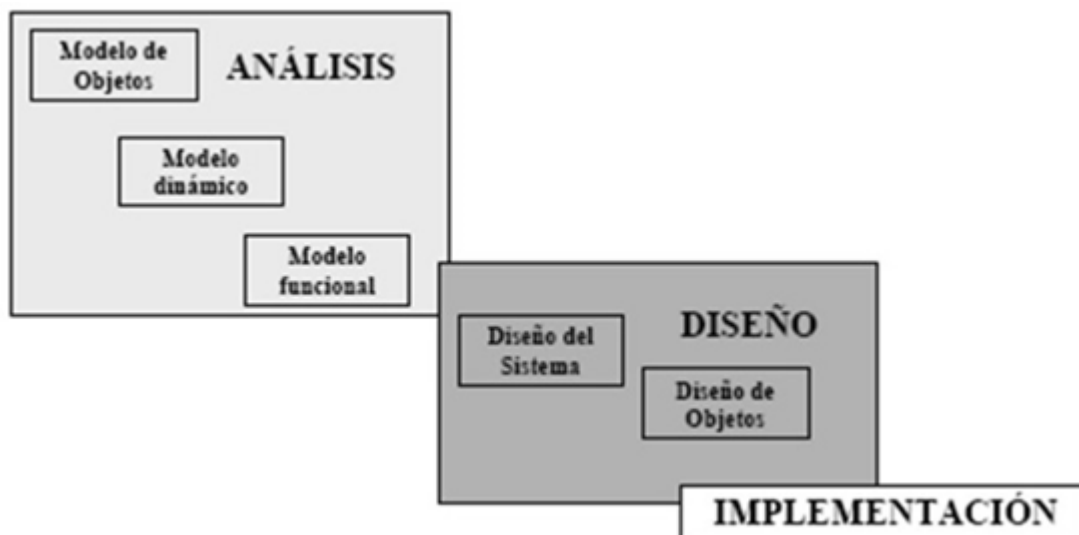 Modelo de
Objetos
ANÁLISIS
Modelo
dinámico
Modelo
funcional
Diseño del
Sistema
DISEÑO
Diseño de
Objetos
IMPLEMENTACIÓN